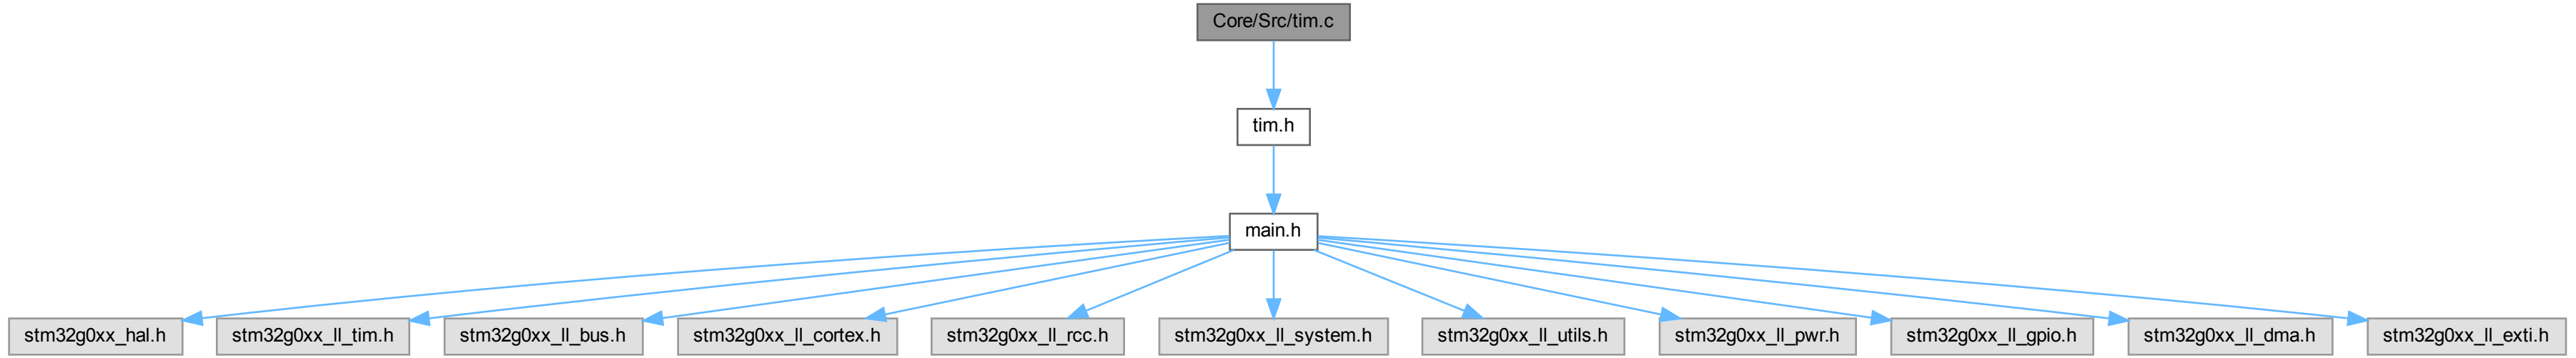 Core/Src/tim.c
tim.h
main.h
stm32g0xx_hal.h
stm32g0xx_ll_tim.h
stm32g0xx_ll_bus.h
stm32g0xx_ll_cortex.h
stm32g0xx_ll_rcc.h
stm32g0xx_ll_system.h
stm32g0xx_ll_utils.h
stm32g0xx_ll_pwr.h
stm32g0xx_ll_gpio.h
stm32g0xx_ll_dma.h
stm32g0xx_ll_exti.h